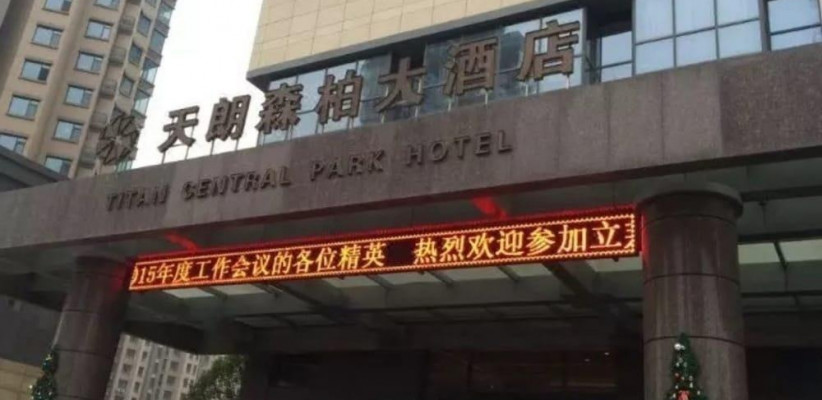 天朗森柏大酒店
TITAN CENTRAL PARK HOTEL
015年度工作会议的各位精英 热烈欢迎参加立